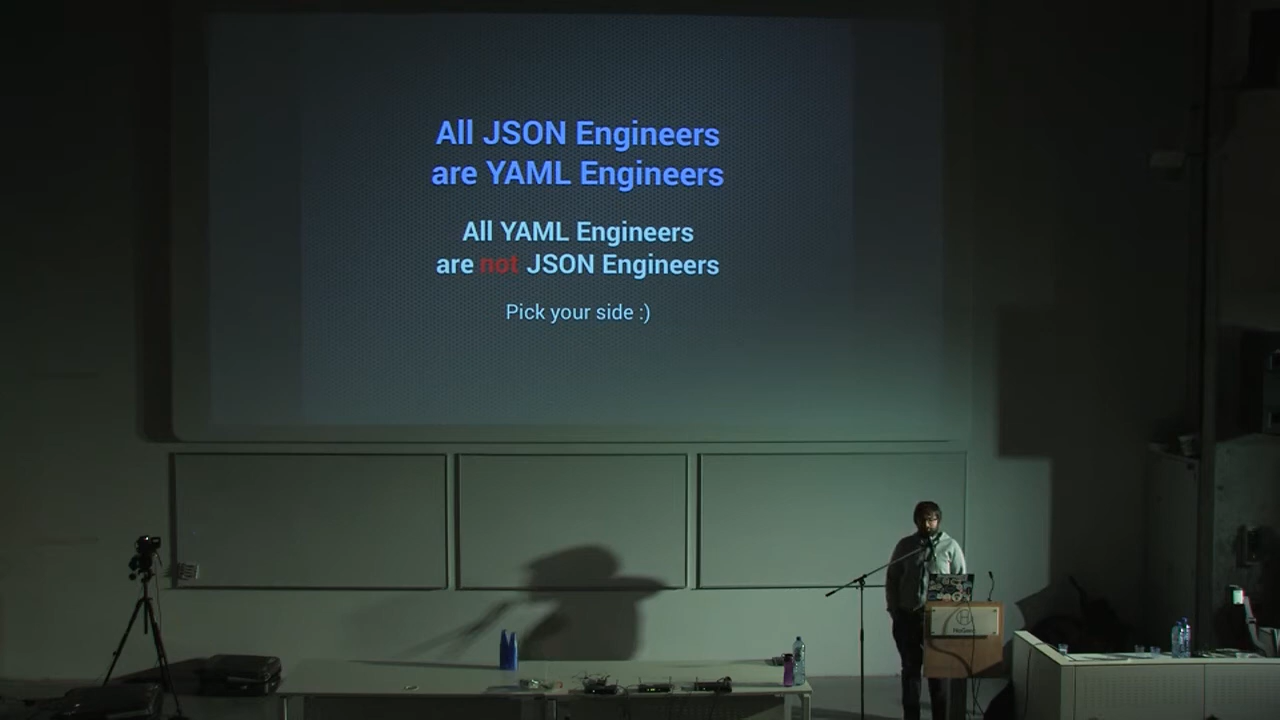 All JSON Engineers
are YAML Engineers
All YAML Engineers
are not JSON Engineers
Pick your side :)